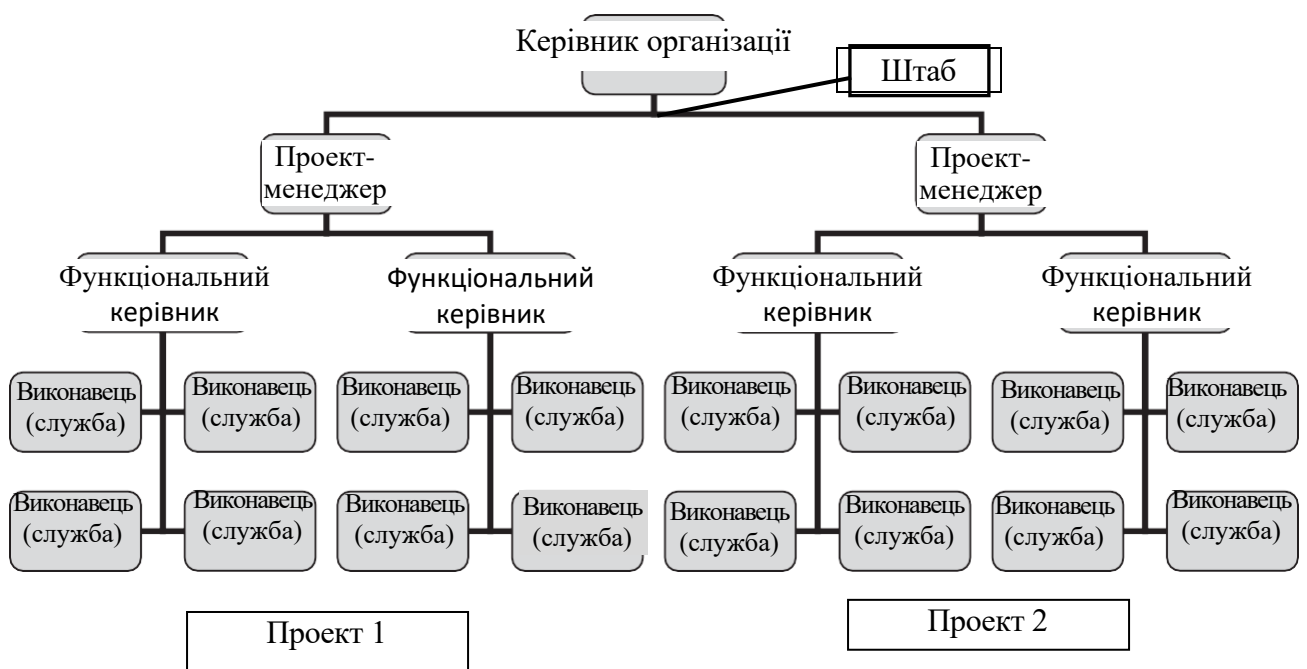 Керівник організації
Штаб
Проект-
менеджер
Проект-
менеджер
Функціональний
керівник
Функціональний
керівник
Функціональний
керівник
Функціональний
керівник
Виконавець
(служба)
Виконавець
(служба)
Виконавець
(служба)
Виконавець
(служба)
Виконавець
(служба)
Виконавець
(служба)
Виконавець
(служба)
Виконавець
(служба)
Виконавець
(служба)
Виконавець
(служба)
Виконавець
(служба)
Виконавець
(служба)
Виконавець
(служба)
Виконавець
(служба)
Виконавець
(служба)
Виконавець
(служба)
Проект 1
Проект 2